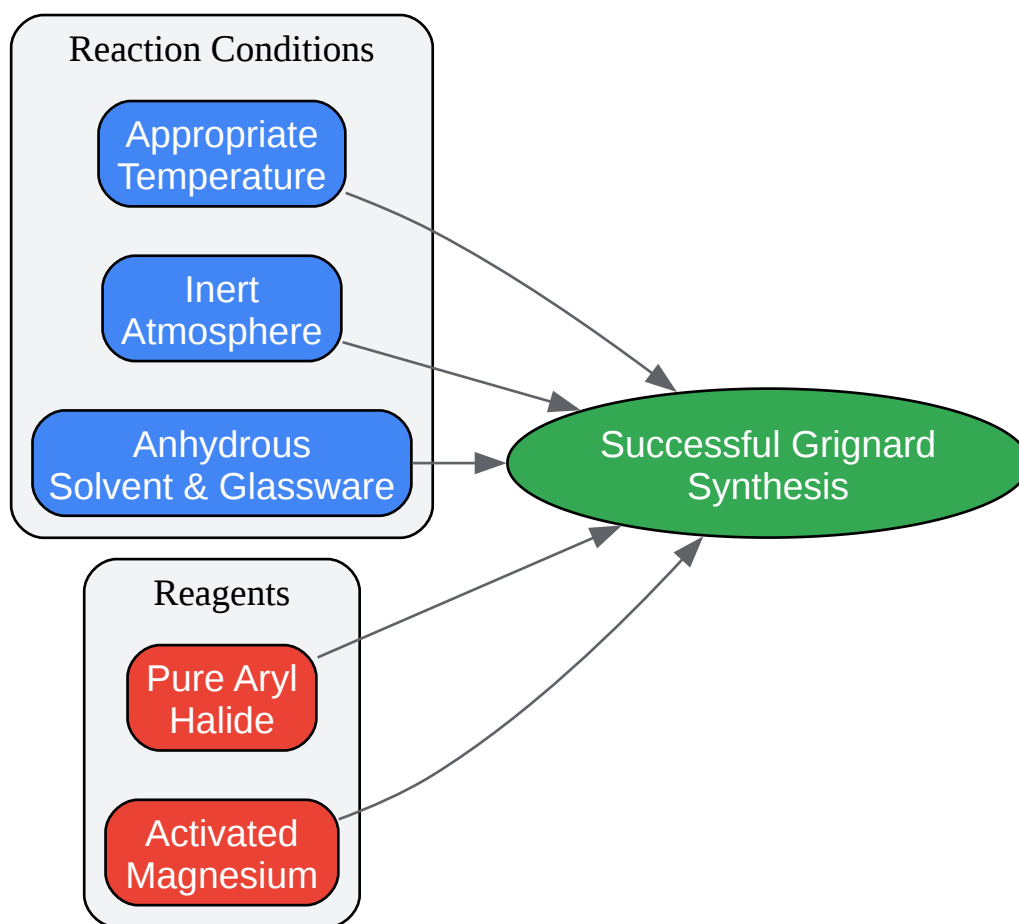 Reaction Conditions
Appropriate
Temperature
Inert
Atmosphere
Anhydrous
Solvent & Glassware
Successful Grignard
Synthesis
Reagents
Pure Aryl
Halide
Activated
Magnesium